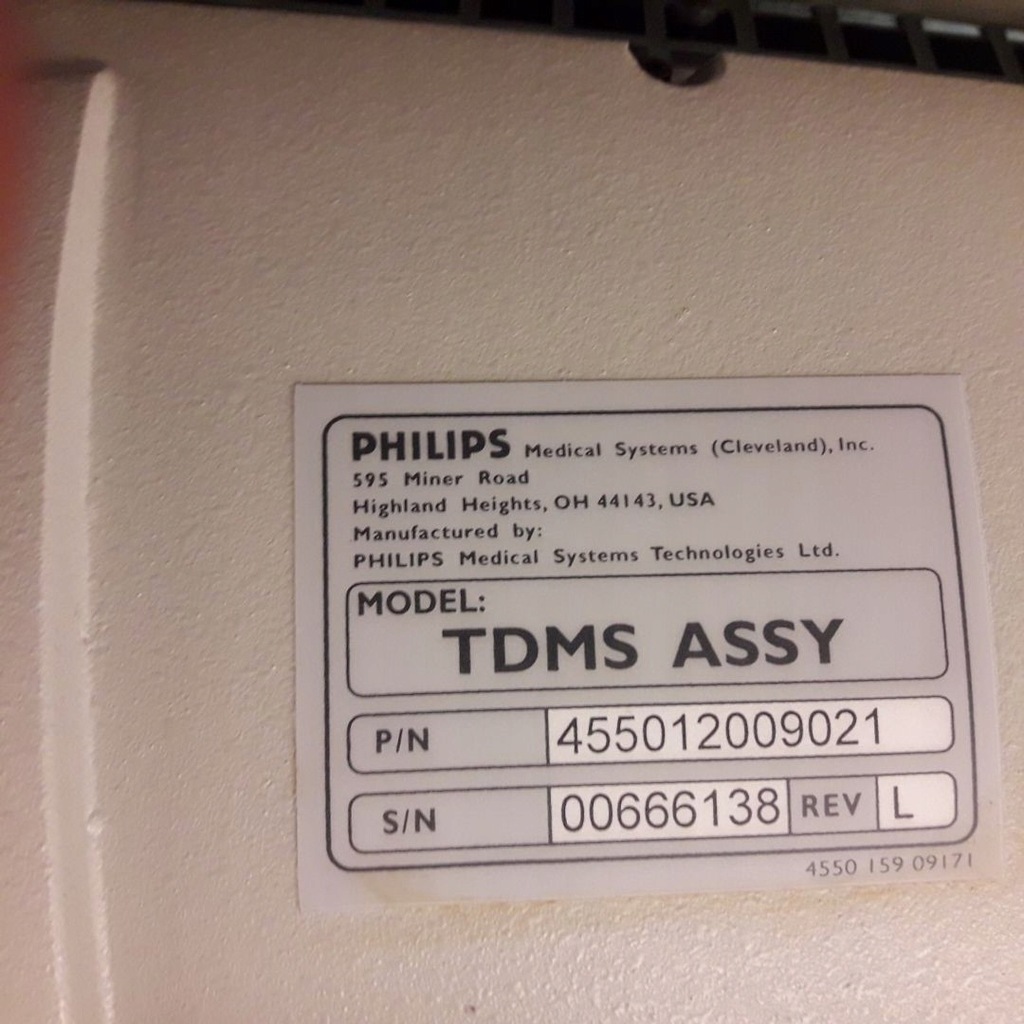 PHILIPS Medical Systems (Cleveland), Inc.
595 Miner Road
Highland Heights, OH 44143, USA
Manufactured by:
PHILIPS Medical Systems Technologies Ltd.
MODEL:
TDMS ASSY
P/N 455012009021
S/N 00666138 REV L
4550 159 09171